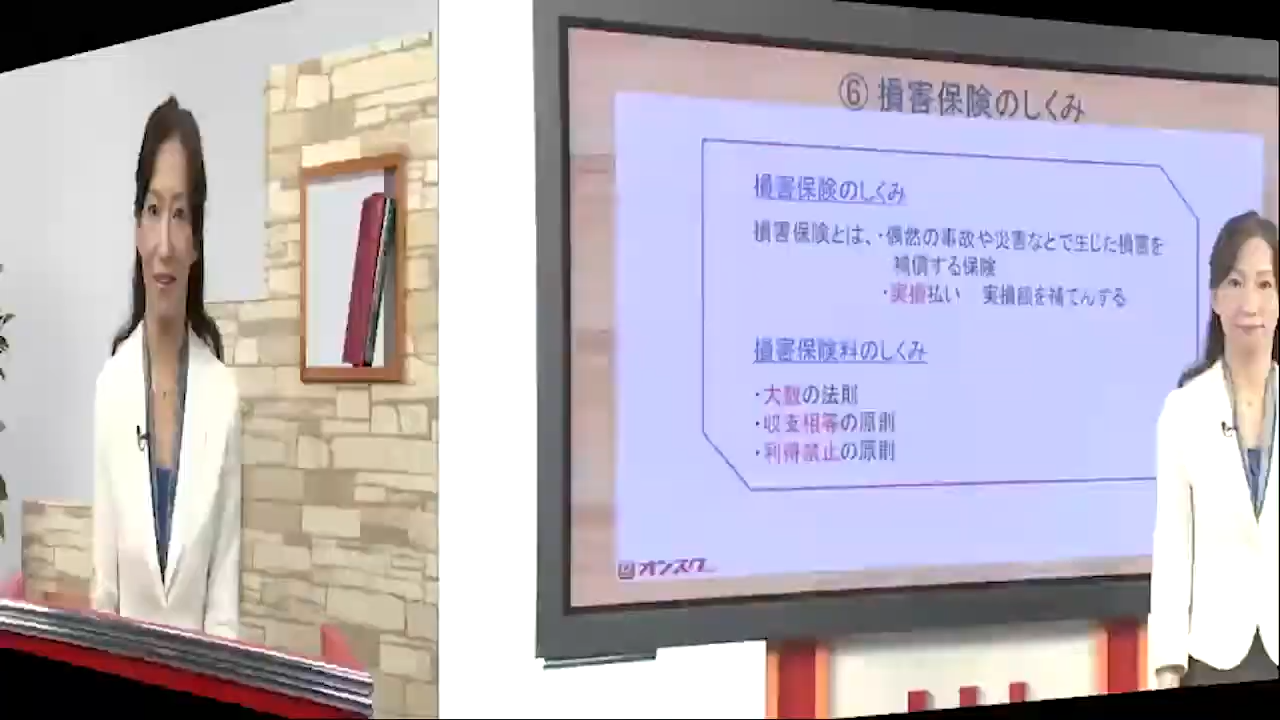 ⑥ 損害保険のしくみ
損害保険のしくみ
損害保険とは、・偶然の事故や災害などで生じた損害を
補償する保険
・実損払い　実損額を補てんする
損害保険料のしくみ
・大数の法則
・収支相等の原則
・利得禁止の原則
オンスク